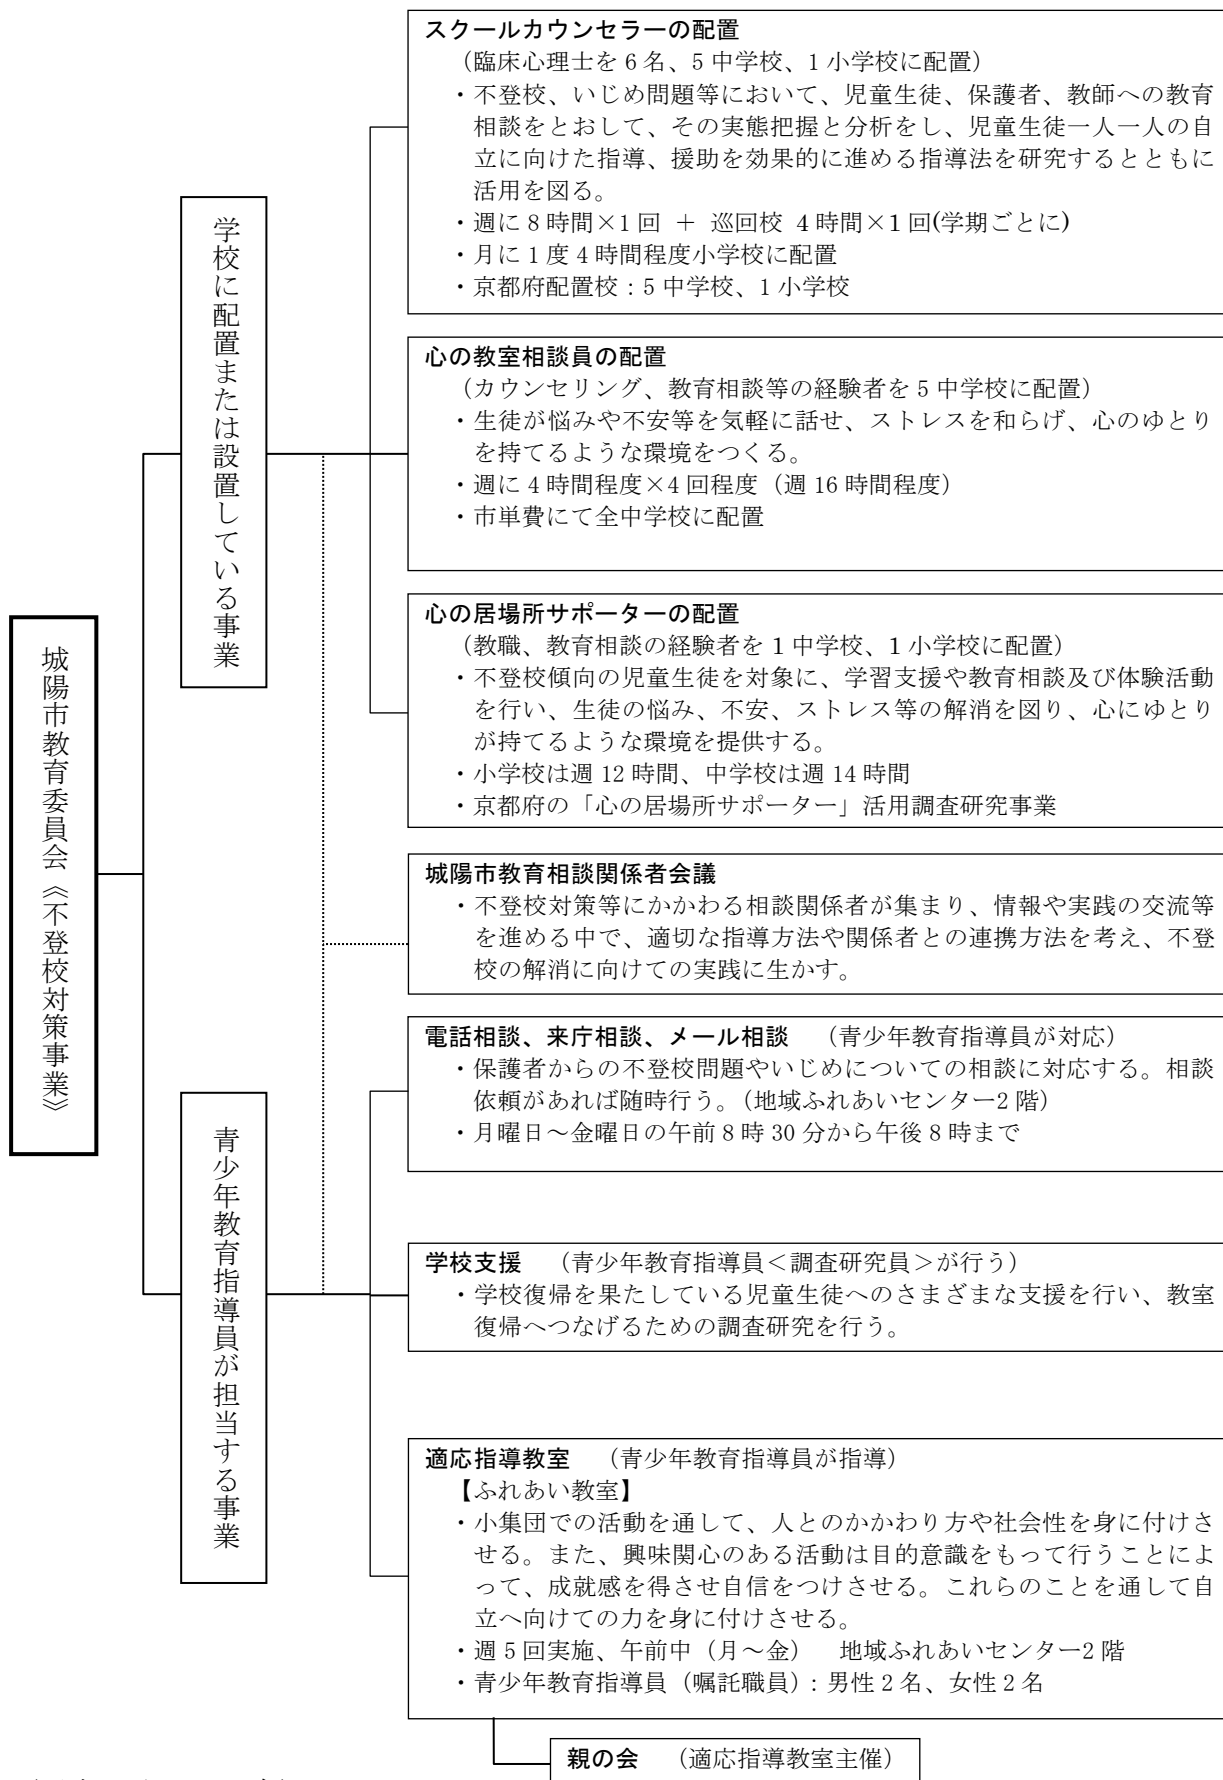 城陽市教育委員会《不登校対策事業》
学校に配置または設置している事業
スクールカウンセラーの配置
(臨床心理士を6名、5中学校、1小学校に配置)
・不登校、いじめ問題等において、児童生徒、保護者、教師への教育
相談をとおして、その実態把握と分析をし、児童生徒一人一人の自
立に向けた指導、援助を効果的に進める指導法を研究するとともに
活用を図る。
・週に8時間×1回 + 巡回校 4時間×1回(学期ごとに)
・月に1度4時間程度小学校に配置
・京都府配置校:5中学校、1小学校
心の教室相談員の配置
(カウンセリング、教育相談等の経験者を5中学校に配置)
・生徒が悩みや不安等を気軽に話せ、ストレスを和らげ、心のゆとり
を持てるような環境をつくる。
・週に4時間程度×4回程度(週16時間程度)
・市単費にて全中学校に配置
心の居場所サポーターの配置
(教職、教育相談の経験者を1中学校、1小学校に配置)
・不登校傾向の児童生徒を対象に、学習支援や教育相談及び体験活動
を行い、生徒の悩み、不安、ストレス等の解消を図り、心にゆとり
が持てるような環境を提供する。
・小学校は週12時間、中学校は週14時間
・京都府の「心の居場所サポーター」活用調査研究事業
城陽市教育相談関係者会議
・不登校対策等にかかわる相談関係者が集まり、情報や実践の交流等
を進める中で、適切な指導方法や関係者との連携方法を考え、不登
校の解消に向けての実践に生かす。
青少年教育指導員が担当する事業
電話相談、来庁相談、メール相談 (青少年教育指導員が対応)
・保護者からの不登校問題やいじめについての相談に対応する。相談
依頼があれば随時行う。(地域ふれあいセンター2階)
・月曜日~金曜日の午前8時30分から午後8時まで
学校支援 (青少年教育指導員<調査研究員>が行う)
・学校復帰を果たしている児童生徒へのさまざまな支援を行い、教室
復帰へつなげるための調査研究を行う。
適応指導教室 (青少年教育指導員が指導)
【ふれあい教室】
・小集団での活動を通して、人とのかかわり方や社会性を身に付けさ
せる。また、興味関心のある活動は目的意識をもって行うことによ
って、成就感を得させ自信をつけさせる。これらのことを通して自
立へ向けての力を身に付けさせる。
・週5回実施、午前中(月~金) 地域ふれあいセンター2階
・青少年教育指導員(嘱託職員):男性2名、女性2名
親の会 (適応指導教室主催)